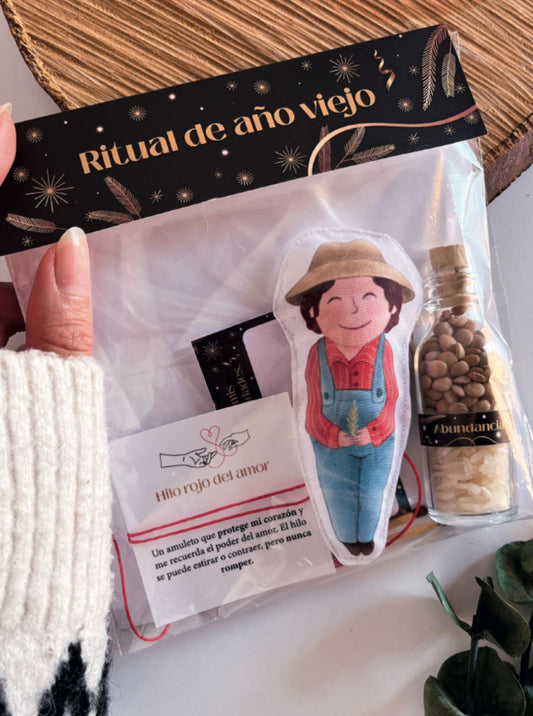 Ritual de año viejo
Abundancia
Hilo rojo del amor
Un amuleto que protege mi corazón y
me recuerda el poder del amor. El hilo
se puede estirar o contraer, pero nunca
romper.